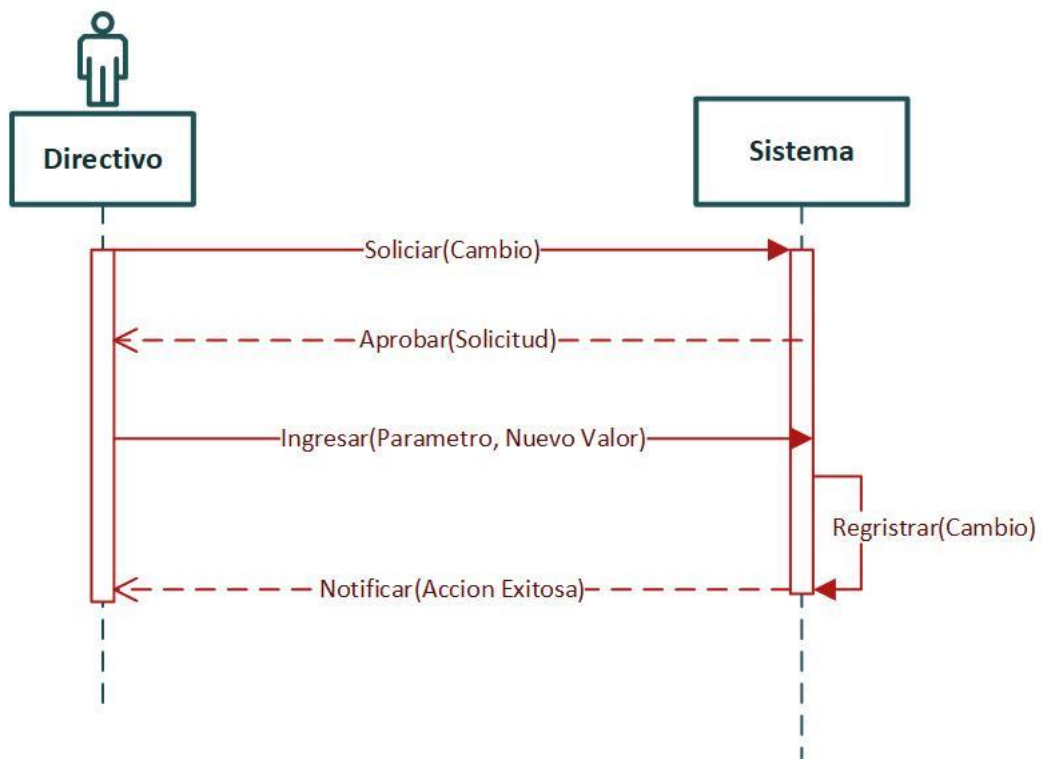 Directivo
Sistema
Soliciar(Cambio)
Aprobar(Solicitud)
Ingresar(Parametro, Nuevo Valor)
Regristrar(Cambio)
Notificar(Accion Exitosa)